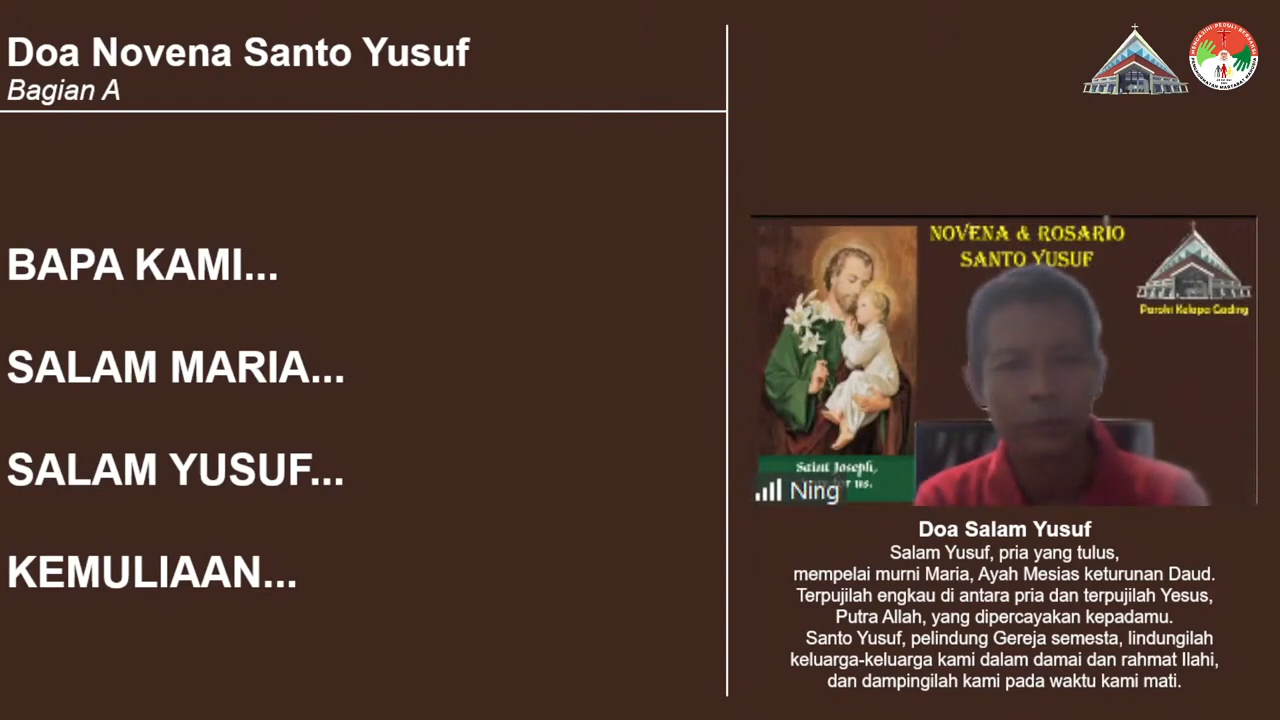 Doa Novena Santo Yusuf
Bagian A
BAPA KAMI...
SALAM MARIA...
SALAM YUSUF...
KEMULIAAN...
NOVENA & ROSARIO
SANTO YUSUF
Paroki Kelapa Gading
Saint Joseph,
for us.
Ning
Doa Salam Yusuf
Salam Yusuf, pria yang tulus,
mempelai murni Maria, Ayah Mesias keturunan Daud.
Terpujilah engkau di antara pria dan terpujilah Yesus,
Putra Allah, yang dipercayakan kepadamu.
Santo Yusuf, pelindung Gereja semesta, lindungilah
keluarga-keluarga kami dalam damai dan rahmat Ilahi,
dan dampingilah kami pada waktu kami mati.